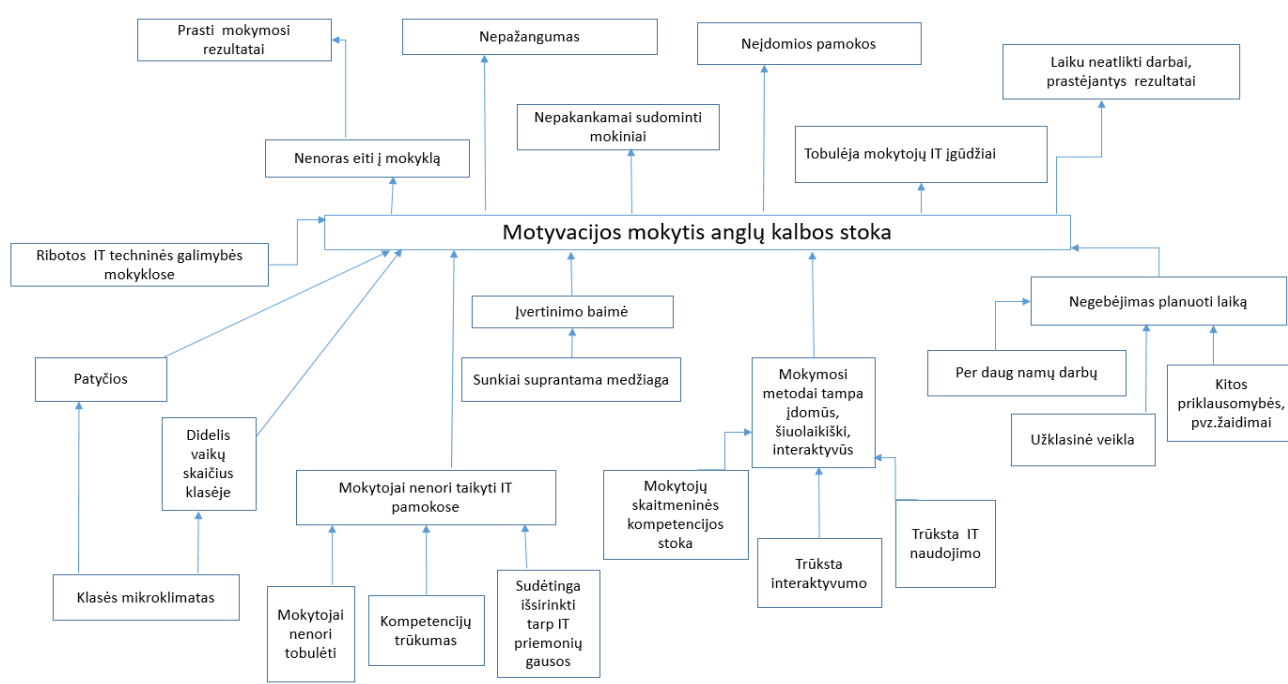 Prasti mokymosi
rezultatai
Nepažangumas
Neįdomios pamokos
Laiku neatlikti darbai,
prastėjantys rezultatai
Nepakankamai sudominti
mokiniai
Nenoras eiti į mokyklą
Tobulėja mokytojų IT įgūdžiai
Motyvacijos mokytis anglų kalbos stoka
Ribotos IT techninės galimybės
mokyklose
Negebėjimas planuoti laiką
Įvertinimo baimė
Patyčios
Sunkiai suprantama medžiaga
Mokymosi
metodai tampa
įdomūs,
šiuolaikiški,
interaktyvūs
Per daug namų darbų
Kitos
priklausomybės,
pvz.žaidimai
Užklasinė veikla
Didelis
vaikų
skaičius
klasėje
Mokytojai nenori taikyti IT
pamokose
Mokytojų
skaitmeninės
kompetencijos
stoka
Trūksta IT
naudojimo
Trūksta
interaktyvumo
Klasės mikroklimatas
Mokytojai
nenori
tobulėti
Kompetencijų
trūkumas
Sudėtinga
išsirinkti
tarp IT
priemonių
gausos